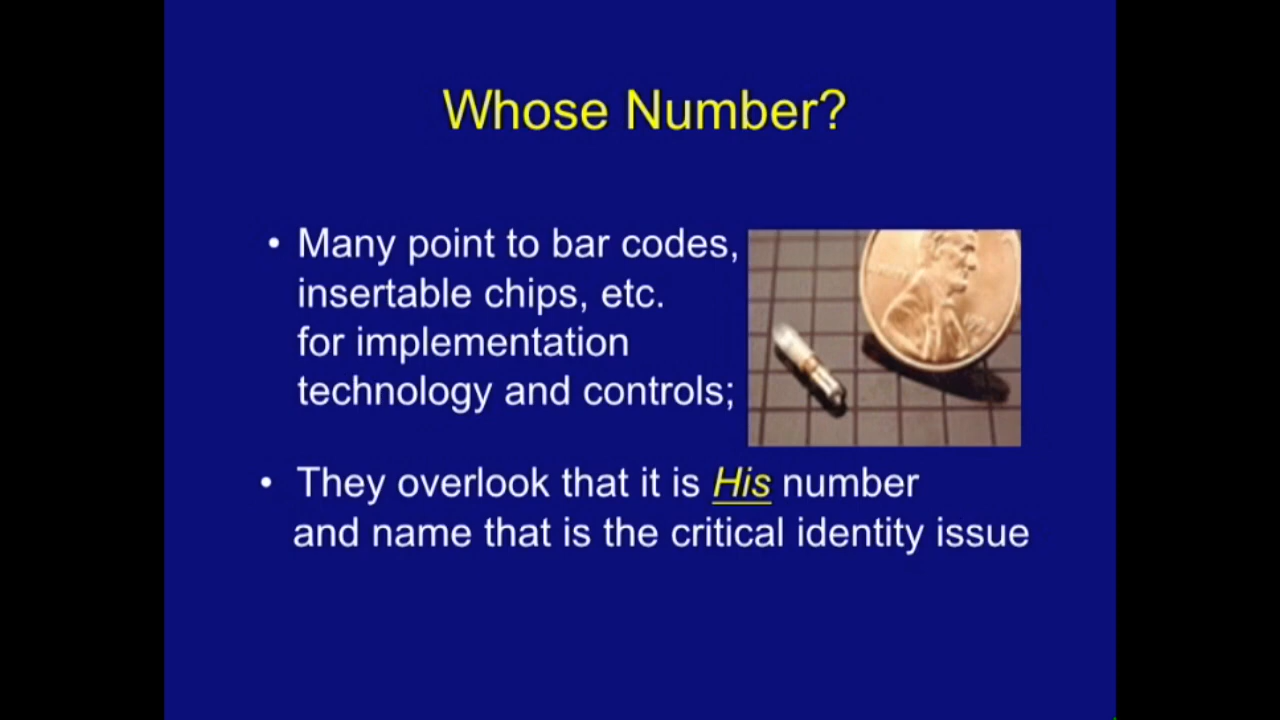 Whose Number?
• Many point to bar codes,
insertable chips, etc.
for implementation
technology and controls;
• They overlook that it is His number
and name that is the critical identity issue